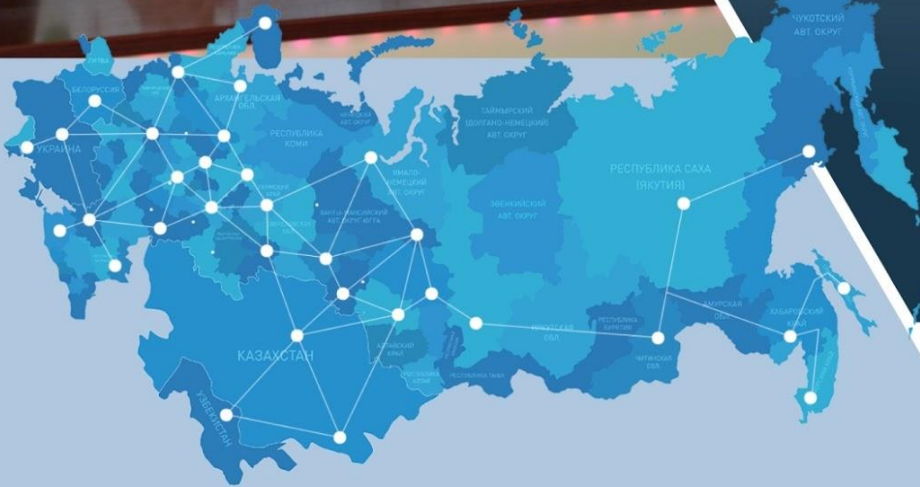 ЧУКОТСКИЙ
АВТ. ОКРУГ
ЛИТВА
БЕЛОРУССИЯ
АРХАНГЕЛЬСКАЯ
ОБЛ.
ТАЙМЫРСКИЙ
(ДОЛГАНО-НЕНЕЦКИЙ)
АВТ. ОКРУГ
УКРАИНА
РЕСПУБЛИКА
КОМИ
ЯМАЛО-
НЕНЕЦКИЙ
АВТ. ОКРУГ
РЕСПУБЛИКА САХА
(ЯКУТИЯ)
ЭВЕНКИЙСКИЙ
АВТ. ОКРУГ
ХАНТЫ-МАНСИЙСКИЙ
АВТ. ОКРУГ-ЮГРА
АМУРСКАЯ
ОБЛ.
ХАБАРОВСКИЙ
КРАЙ
ИРКУТСКАЯ
ОБЛ.
РЕСПУБЛИКА
БУРЯТИЯ
ЧИТИНСКАЯ
ОБЛ.
КАЗАХСТАН
АЛТАЙСКИЙ
КРАЙ
РЕСПУБЛИКА
АЛТАЙ
РЕСПУБЛИКА ТЫВА
УЗБЕКИСТАН